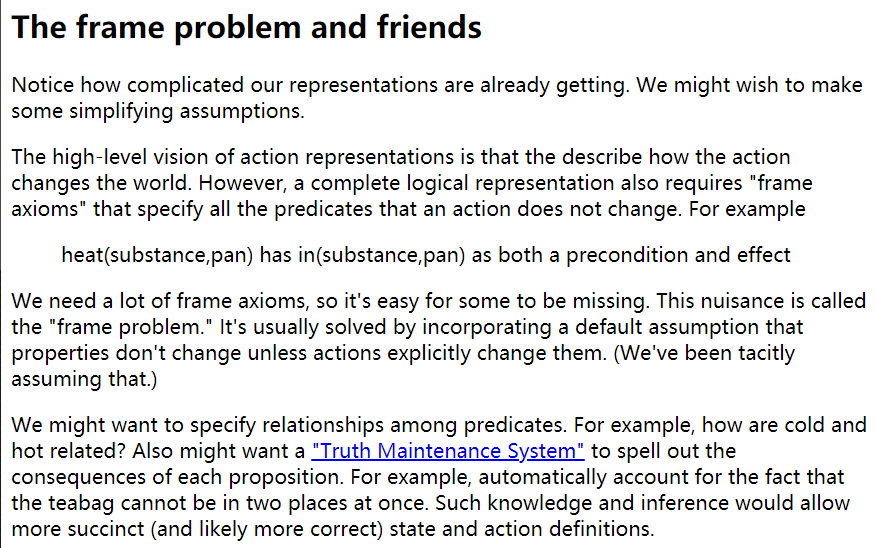 The frame problem and friends
Notice how complicated our representations are already getting. We might wish to make
some simplifying assumptions.
The high-level vision of action representations is that the describe how the action
changes the world. However, a complete logical representation also requires "frame
axioms" that specify all the predicates that an action does not change. For example
heat(substance,pan) has in(substance,pan) as both a precondition and effect
We need a lot of frame axioms, so it's easy for some to be missing. This nuisance is called
the "frame problem." It's usually solved by incorporating a default assumption that
properties don't change unless actions explicitly change them. (We've been tacitly
assuming that.)
We might want to specify relationships among predicates. For example, how are cold and
hot related? Also might want a "Truth Maintenance System" to spell out the
consequences of each proposition. For example, automatically account for the fact that
the teabag cannot be in two places at once. Such knowledge and inference would allow
more succinct (and likely more correct) state and action definitions.